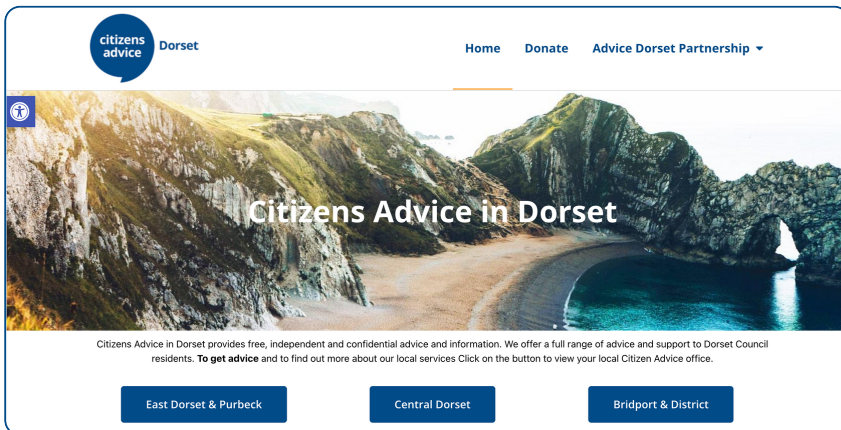 citizens
advice
Dorset
Home Donate Advice Dorset Partnership
Citizens Advice in Dorset
Citizens Advice in Dorset provides free, independent and confidential advice and information. We offer a full range of advice and support to Dorset Council
residents. To get advice and to find out more about our local services Click on the button to view your local Citizen Advice office.
East Dorset & Purbeck Central Dorset Bridport & District